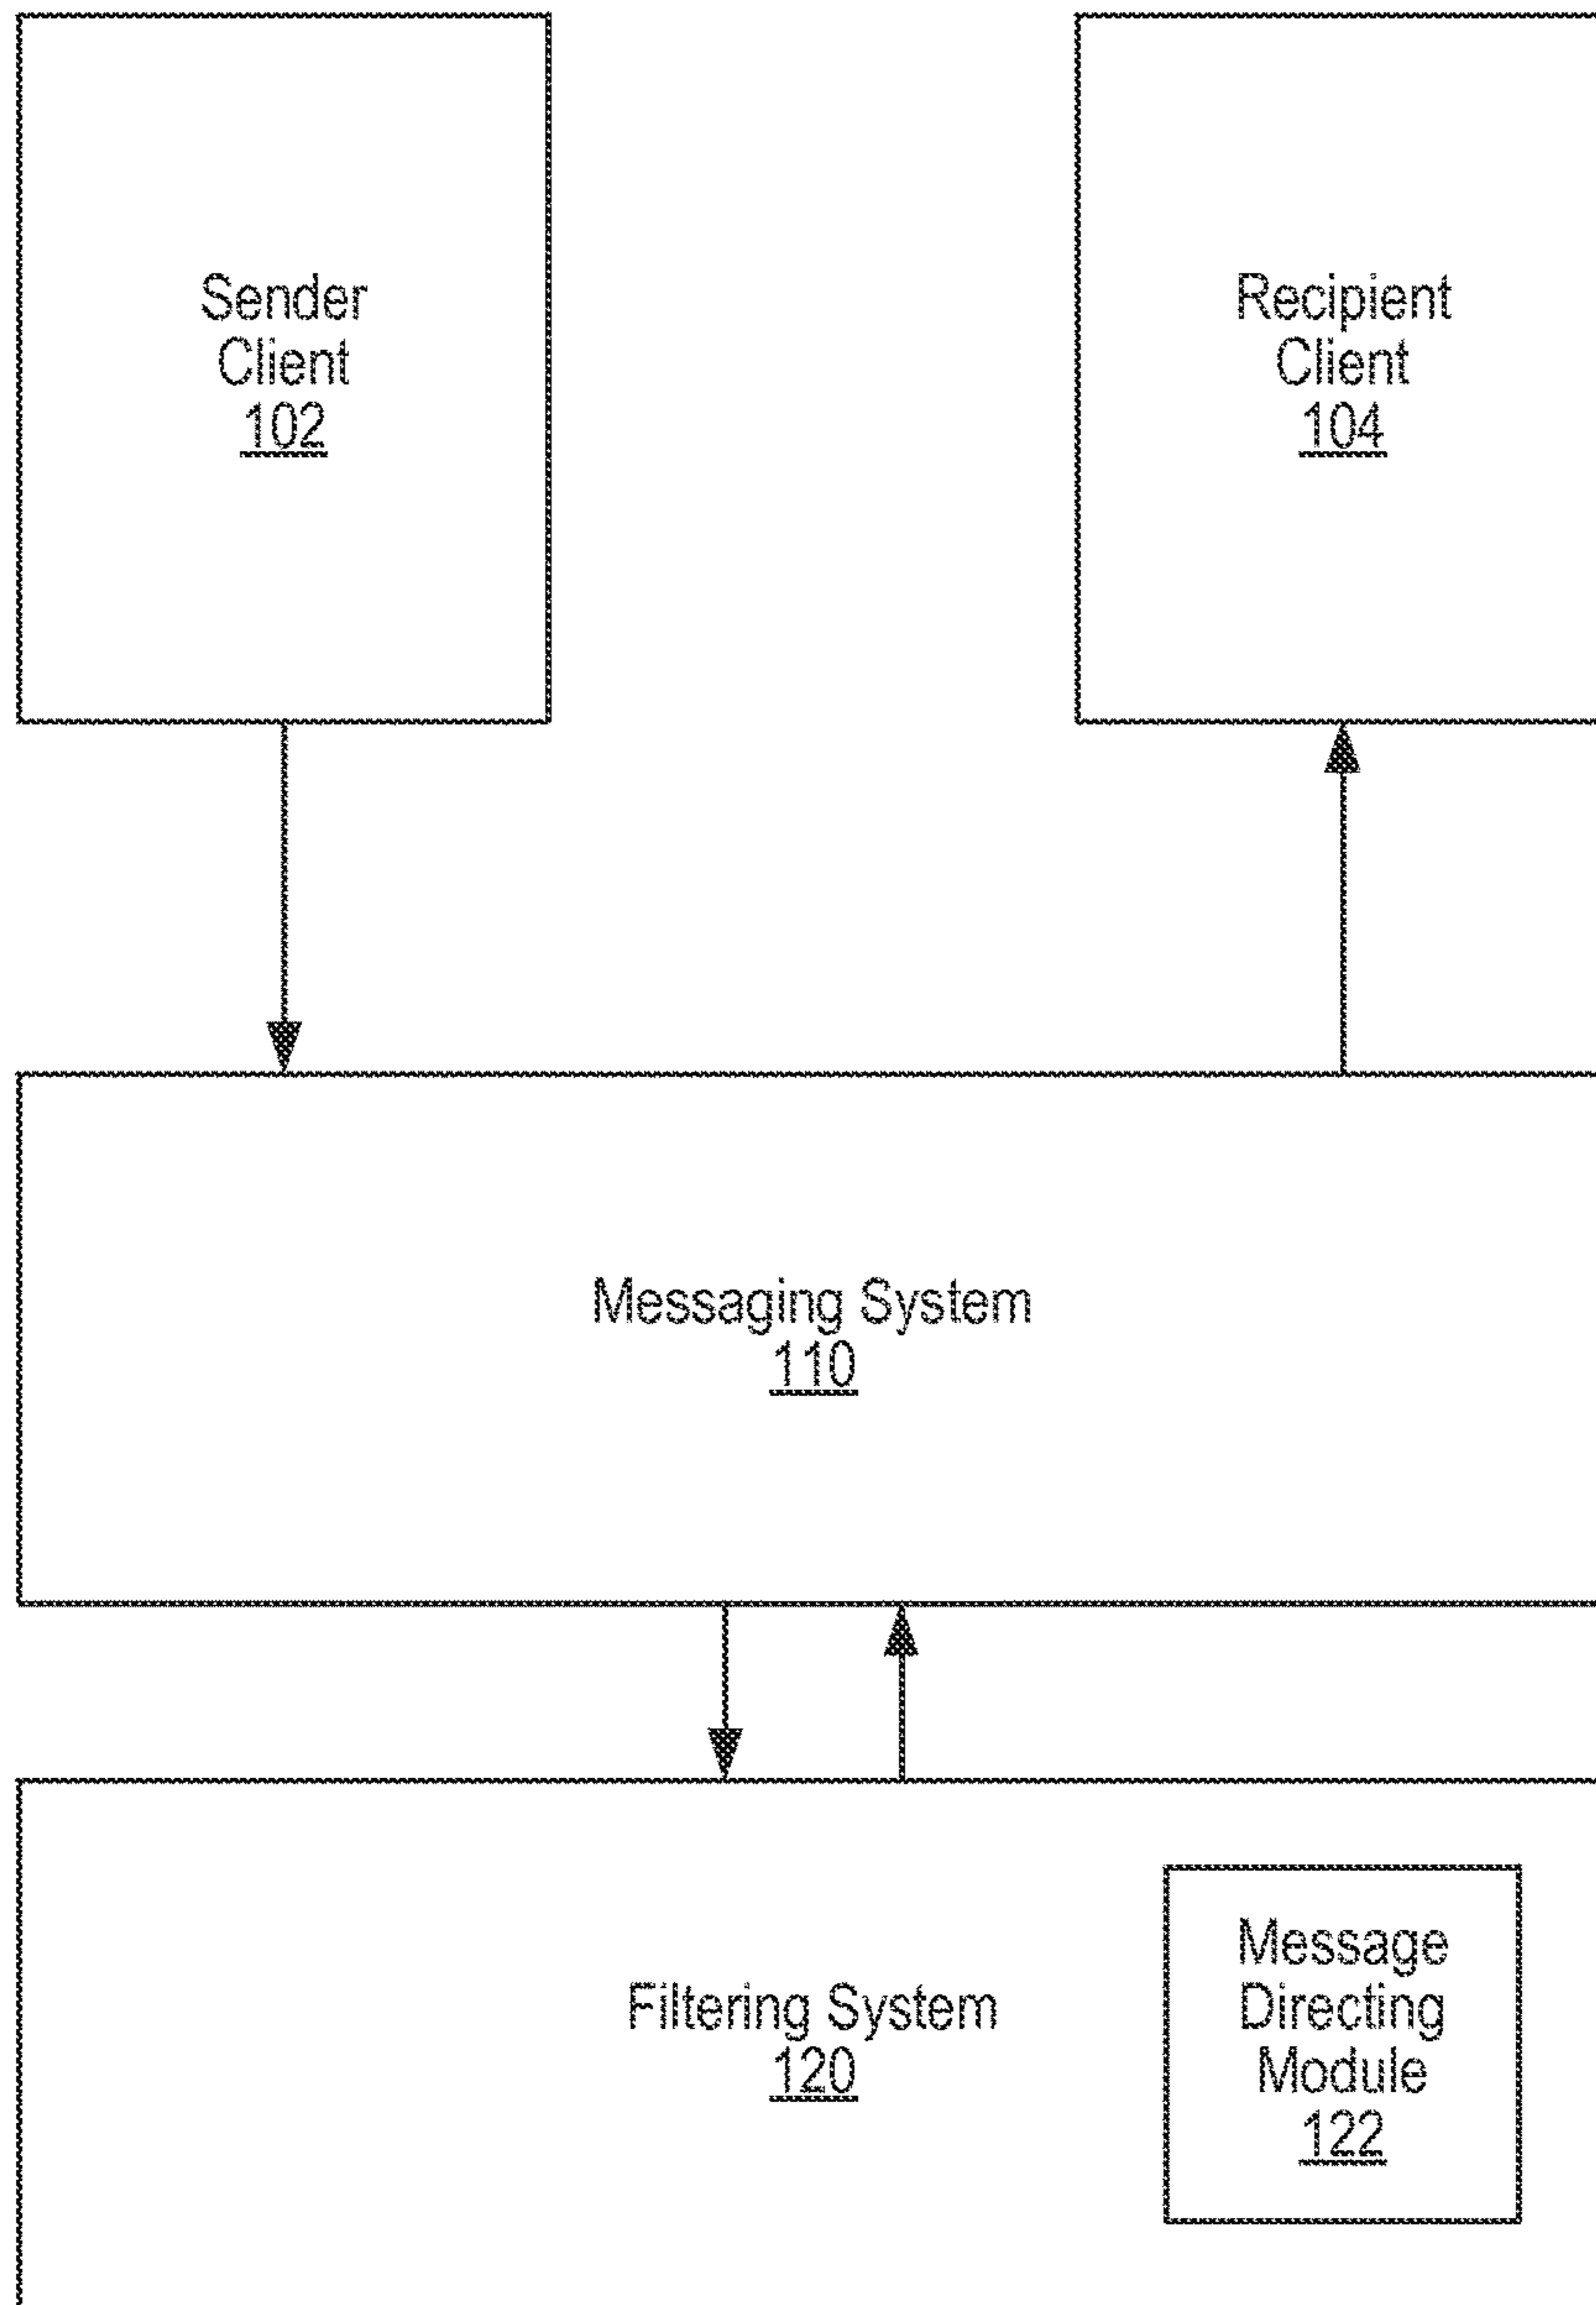 Sender
Client
102
Recipient
Client
104
Messaging System
110
Filtering System
120
Message
Directing
Module
122